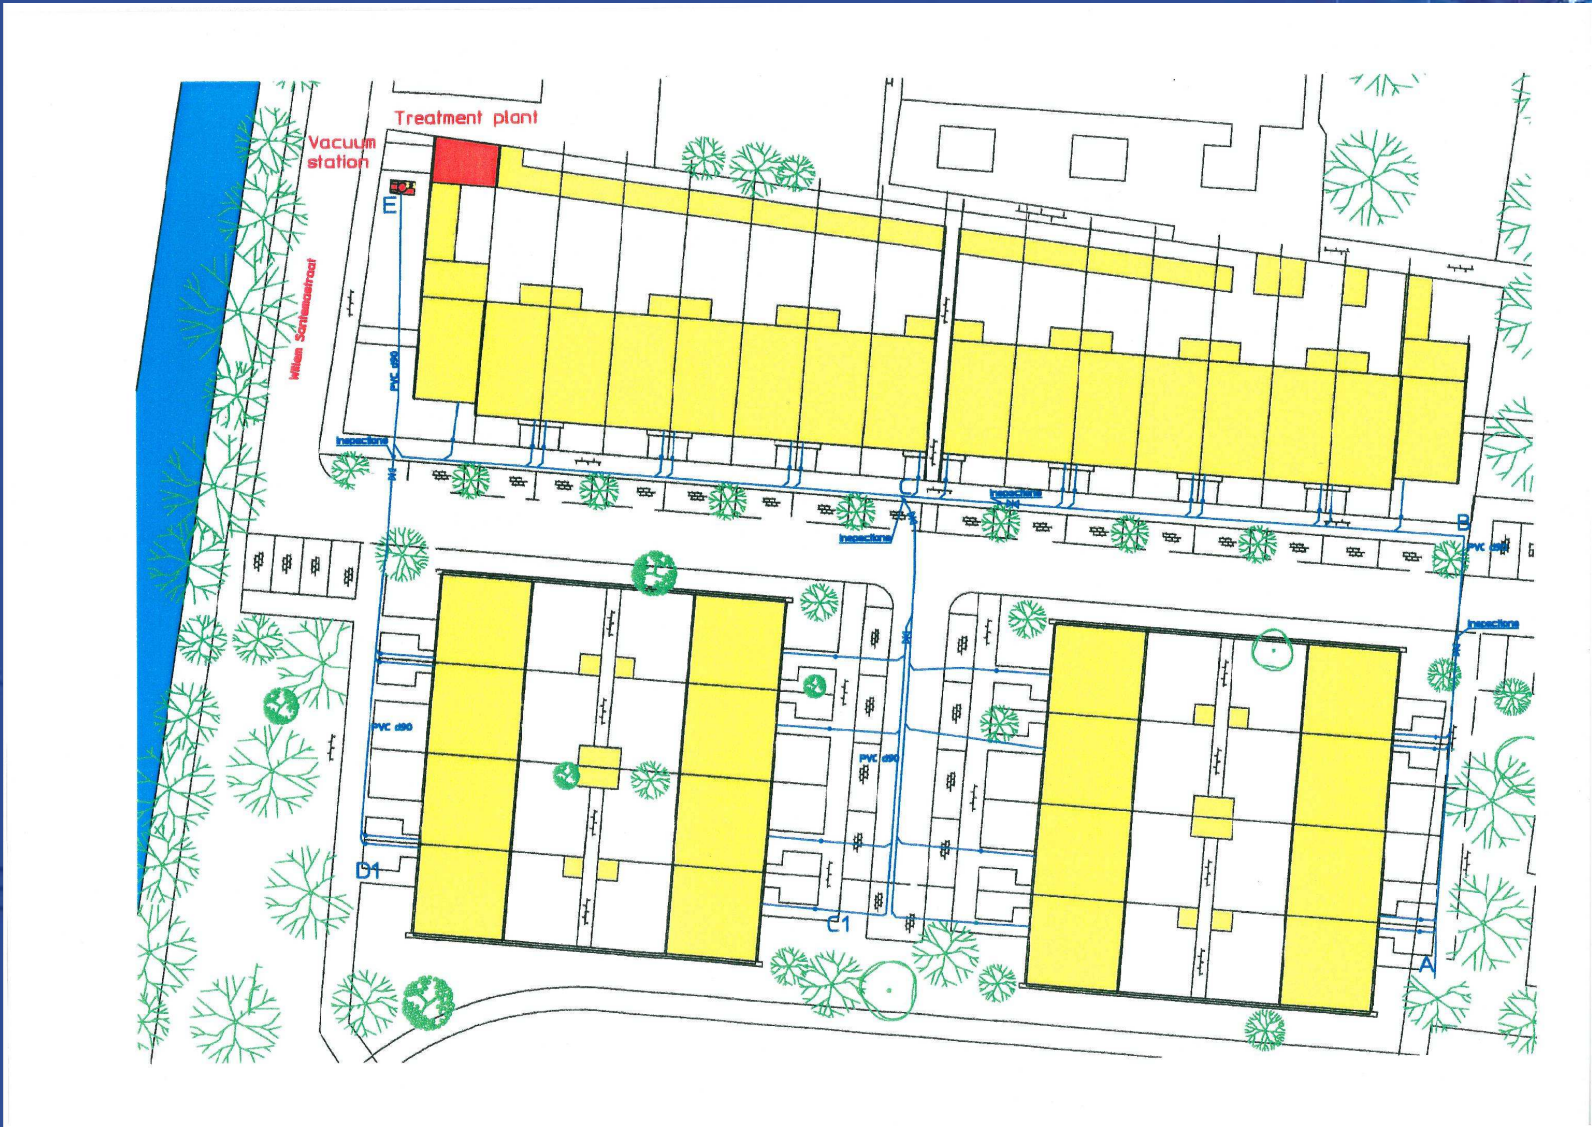 Treatment plant
Vacuum
station
E
Willem Santemastraat
PVC d90
Inspections
C
Inspections
Inspections
B
PVC d90
Inspections
PVC d90
PVC d90
D1
C1
A